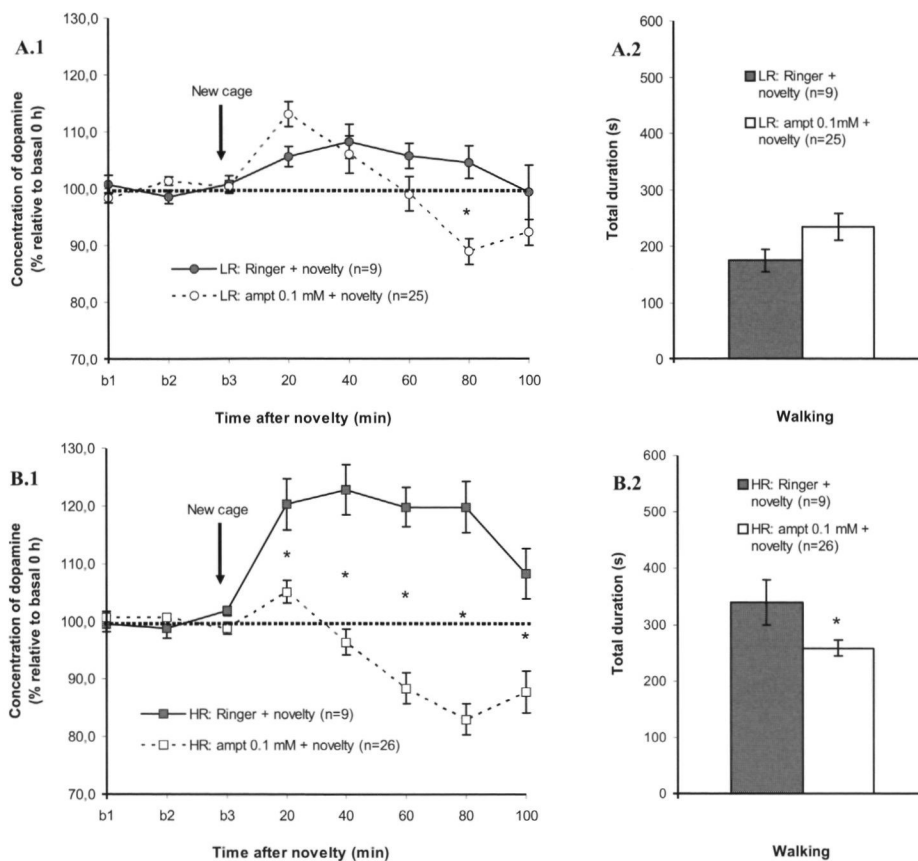 A.1
Concentration of dopamine
(% relative to basal 0 h)
130,0
120,0
110,0
100,0
90,0
80,0
70,0
New cage
*
LR: Ringer + novelty (n=9)
LR: ampt 0.1 mM + novelty (n=25)
b1 b2 b3 20 40 60 80 100
Time after novelty (min)
A.2
Total duration (s)
600
500
400
300
200
100
0
LR: Ringer +
novelty (n=9)
LR: ampt 0.1mM +
novelty (n=25)
Walking
B.1
Concentration of dopamine
(% relative to basal 0 h)
130,0
120,0
110,0
100,0
90,0
80,0
70,0
New cage
* * * * *
HR: Ringer + novelty (n=9)
HR: ampt 0.1 mM + novelty (n=26)
b1 b2 b3 20 40 60 80 100
Time after novelty (min)
B.2
Total duration (s)
600
500
400
300
200
100
0
HR: Ringer +
novelty (n=9)
HR: ampt 0.1 mM +
novelty (n=26)
*
Walking